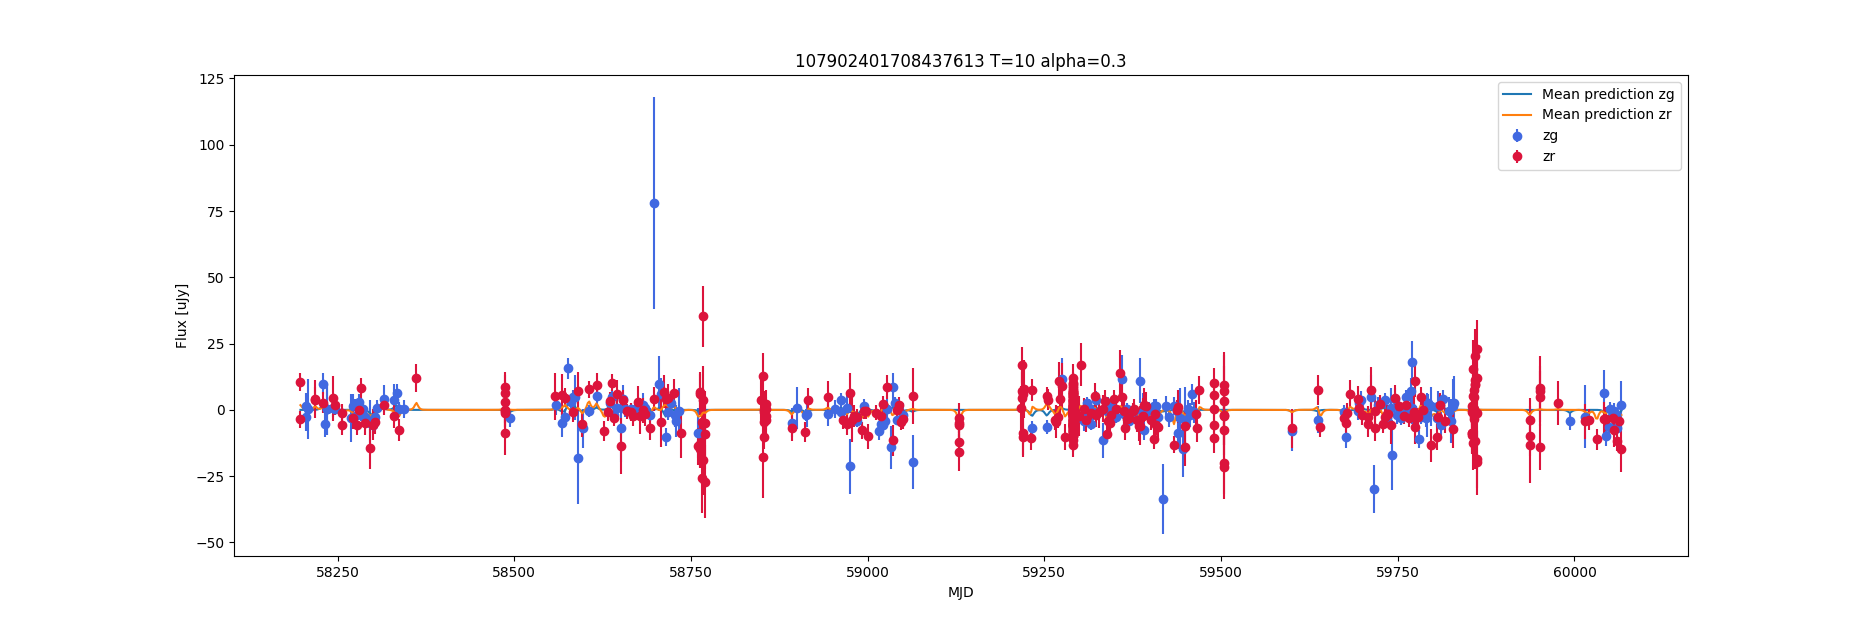 107902401708437613 T=10 alpha=0.3
125
100
75
50
25
0
−25
−50
Flux [uJy]
58250
58500
58750
59000
59250
59500
59750
60000
MJD
Mean prediction zg
Mean prediction zr
zg
zr